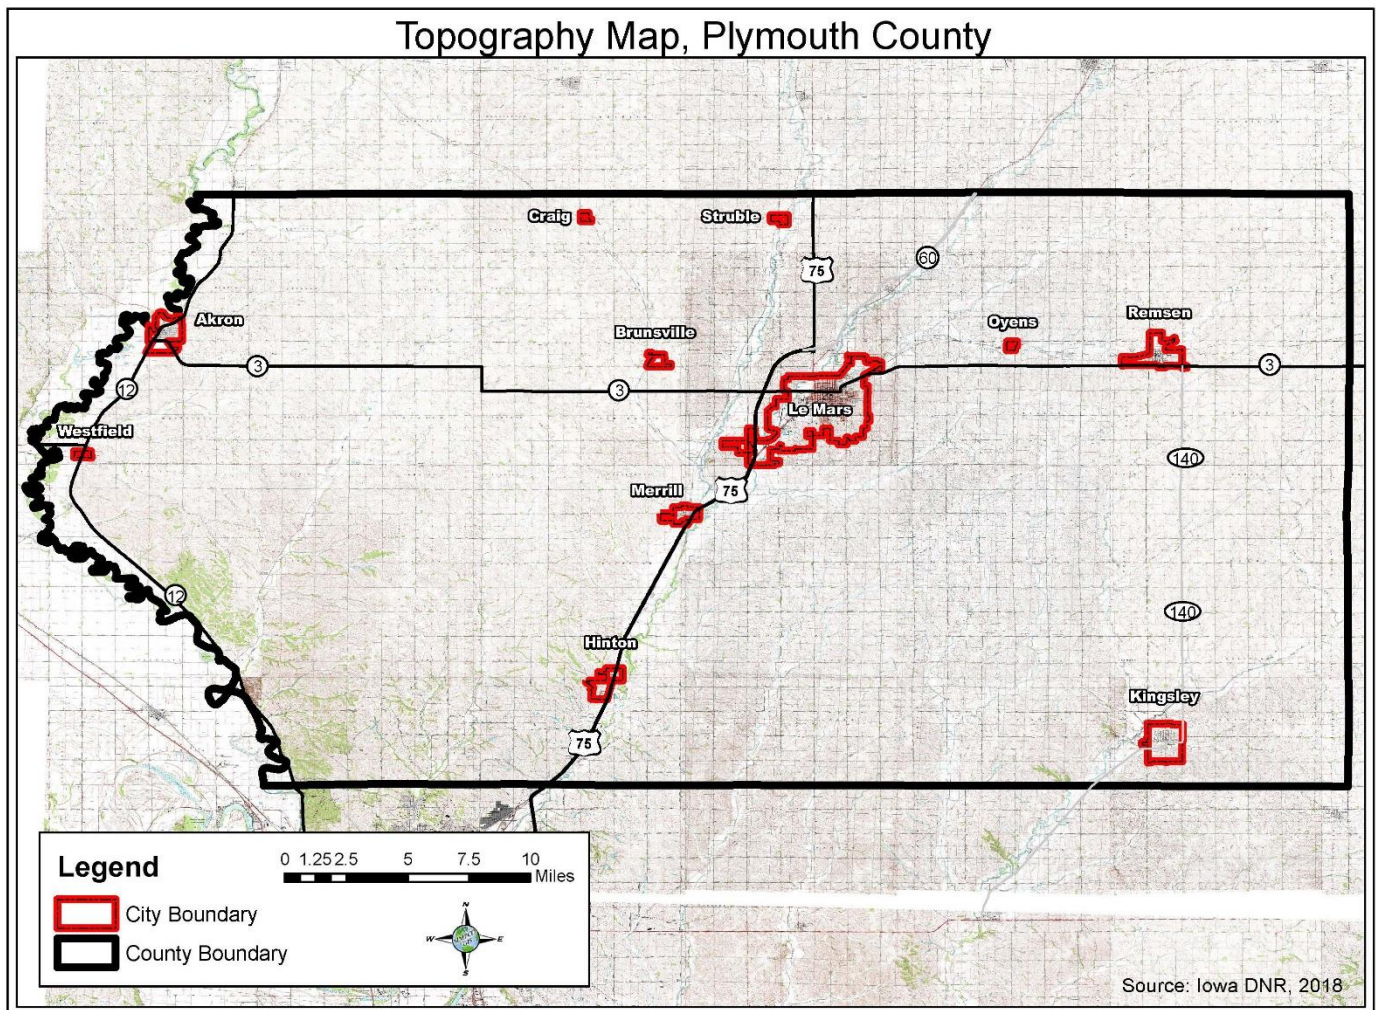 Topography Map, Plymouth County
Craig
Struble
75
60
Akron
Brunsville
Oyens
Remsen
3
3
3
12
Le Mars
Westfield
140
Merrill
75
12
140
Hinton
Kingsley
75
Legend
0 1.25 2.5 5 7.5 10
Miles
City Boundary
County Boundary
N
W E
S
Source: Iowa DNR, 2018